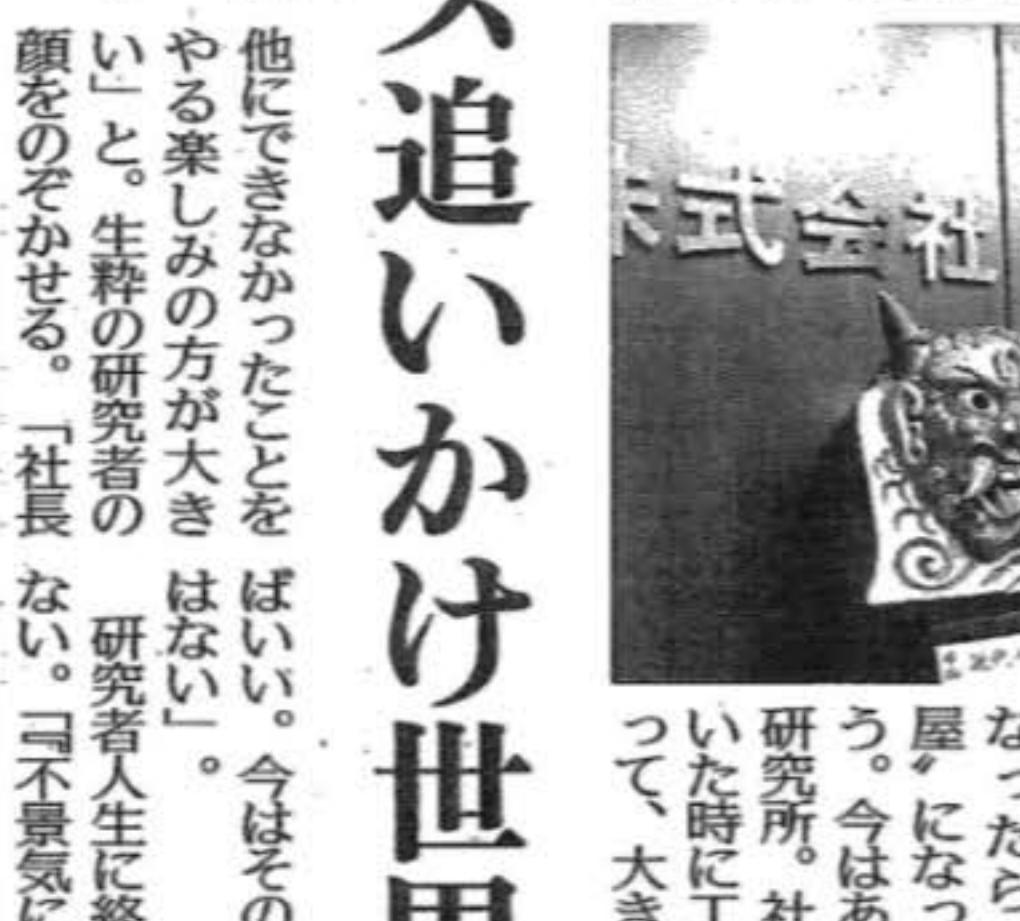 式会社
なったら
屋〟になっ
う。今はあ
研究所。社
いた時に工
って、大き
追いかけ世
他にできなかったことを
やる楽しみの方が大き
い」と。生粋の研究者の
顔をのぞかせる。「社長
ばいい。今はその
はない」。
研究者人生に終
ない。『不景気に